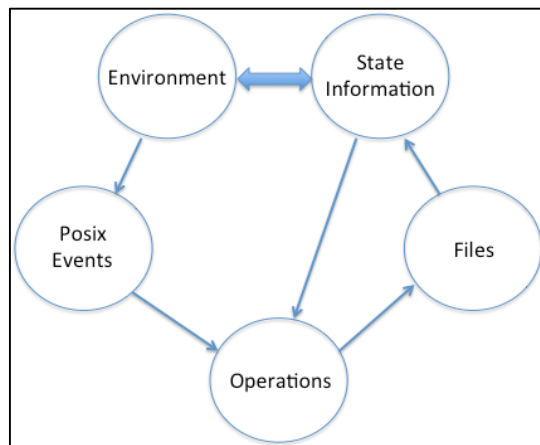 Environment
State
Information
Posix
Events
Files
Operations